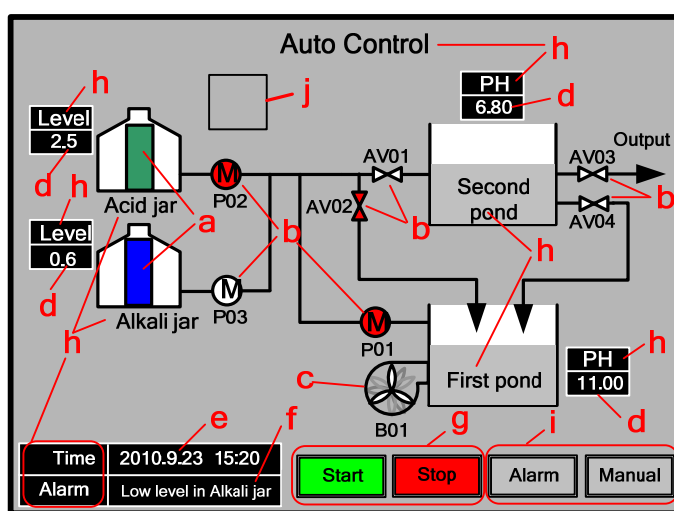 Auto Control
h
h
PH
6.80
d
j
Level
2.5
Output
AV01
AV03
d
h
M
P02
Acid jar
a
AV02
b
Second
pond
AV04
b
Level
0.6
b
h
d
M
P03
h
Alkali jar
M
P01
c
First pond
PH
11.00
h
d
B01
e
f
g
i
Time
2010.9.23 15:20
Alarm
Low level in Alkali jar
Start
Stop
Alarm
Manual